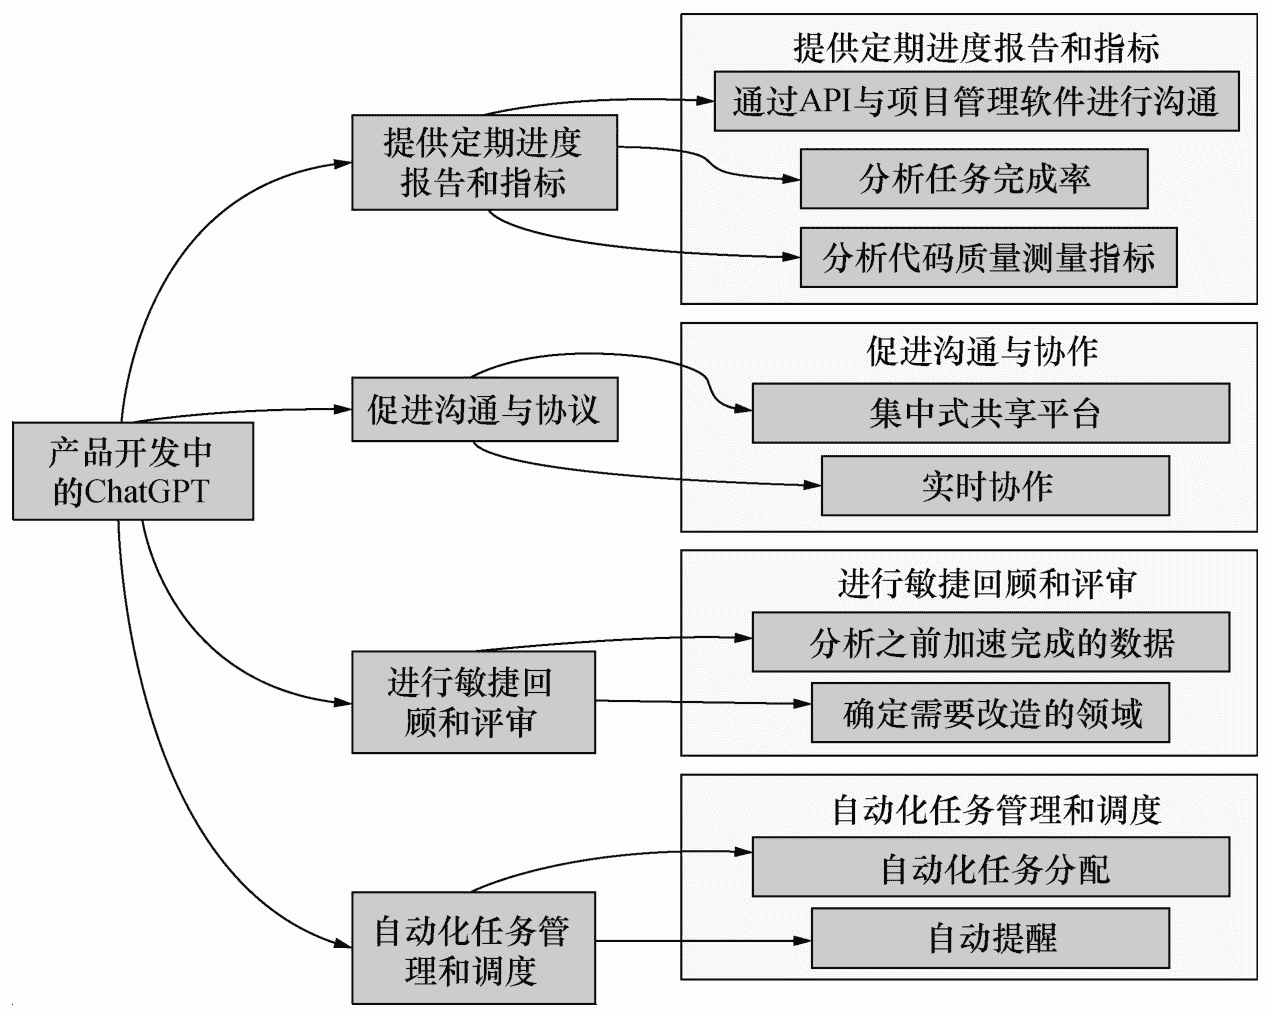 产品开发中
的ChatGPT
提供定期进度
报告和指标
提供定期进度报告和指标
通过API与项目管理软件进行沟通
分析任务完成率
分析代码质量测量指标
促进沟通与协议
促进沟通与协作
集中式共享平台
实时协作
进行敏捷回
顾和评审
进行敏捷回顾和评审
分析之前加速完成的数据
确定需要改造的领域
自动化任务管
理和调度
自动化任务管理和调度
自动化任务分配
自动提醒